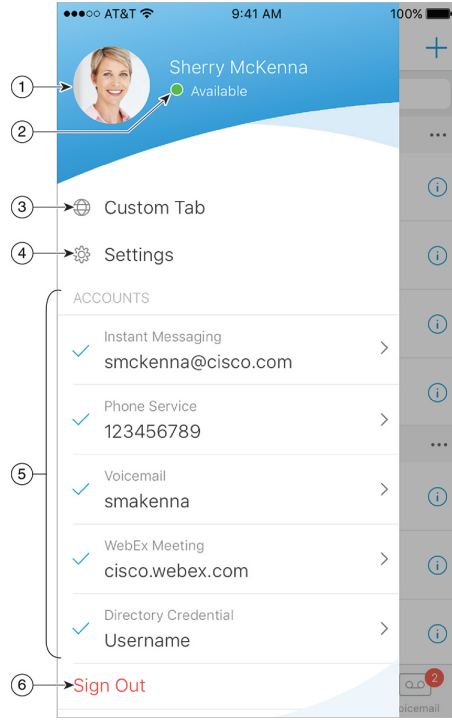 AT&T 9:41 AM 100%
Sherry McKenna
1
Available
2
3 Custom Tab
4 Settings
ACCOUNTS
Instant Messaging
smckenna@cisco.com
Phone Service
123456789
5
Voicemail
smakenna
WebEx Meeting
cisco.webex.com
Directory Credential
Username
6 Sign Out
2
oicemail